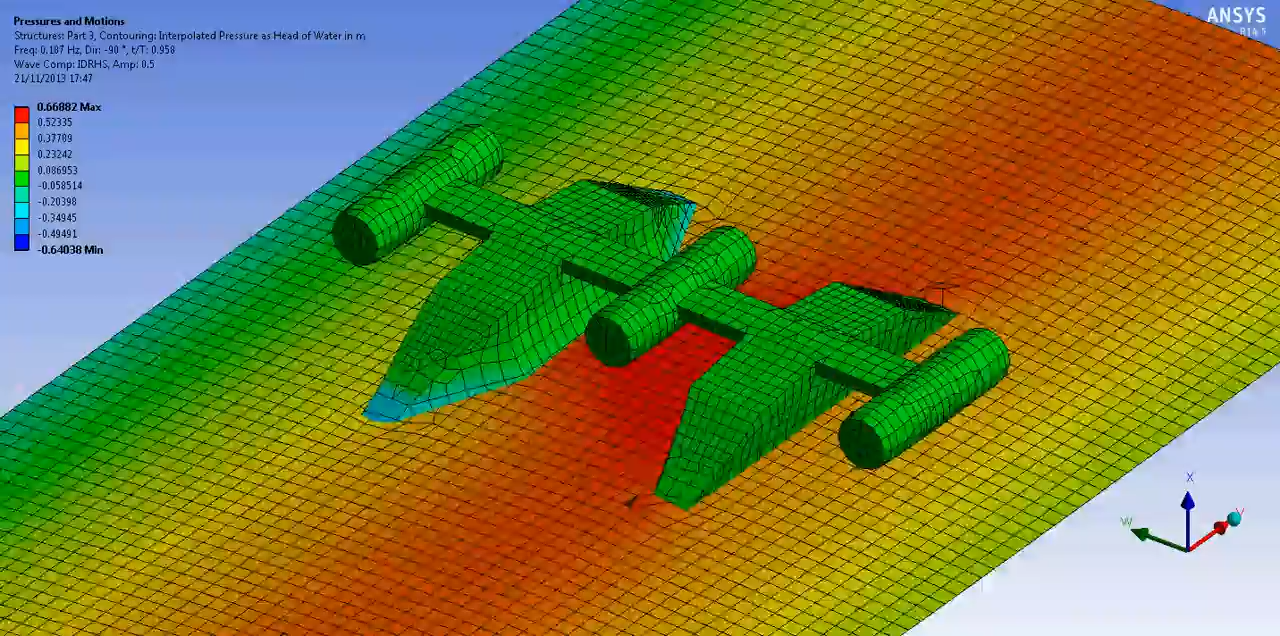 Pressures and Motions
Structures: Part 3, Contouring: Interpolated Pressure as Head of Water in m
Freq: 0.187 Hz, Dir: -90 °, t/T: 0.958
Wave Comp: IDRHS, Amp: 0.5
21/11/2013 17:47
ANSYS
R14.5
0.66882 Max
0.52335
0.37789
0.23242
0.086953
-0.058514
-0.20398
-0.34945
-0.49491
-0.64038 Min
X